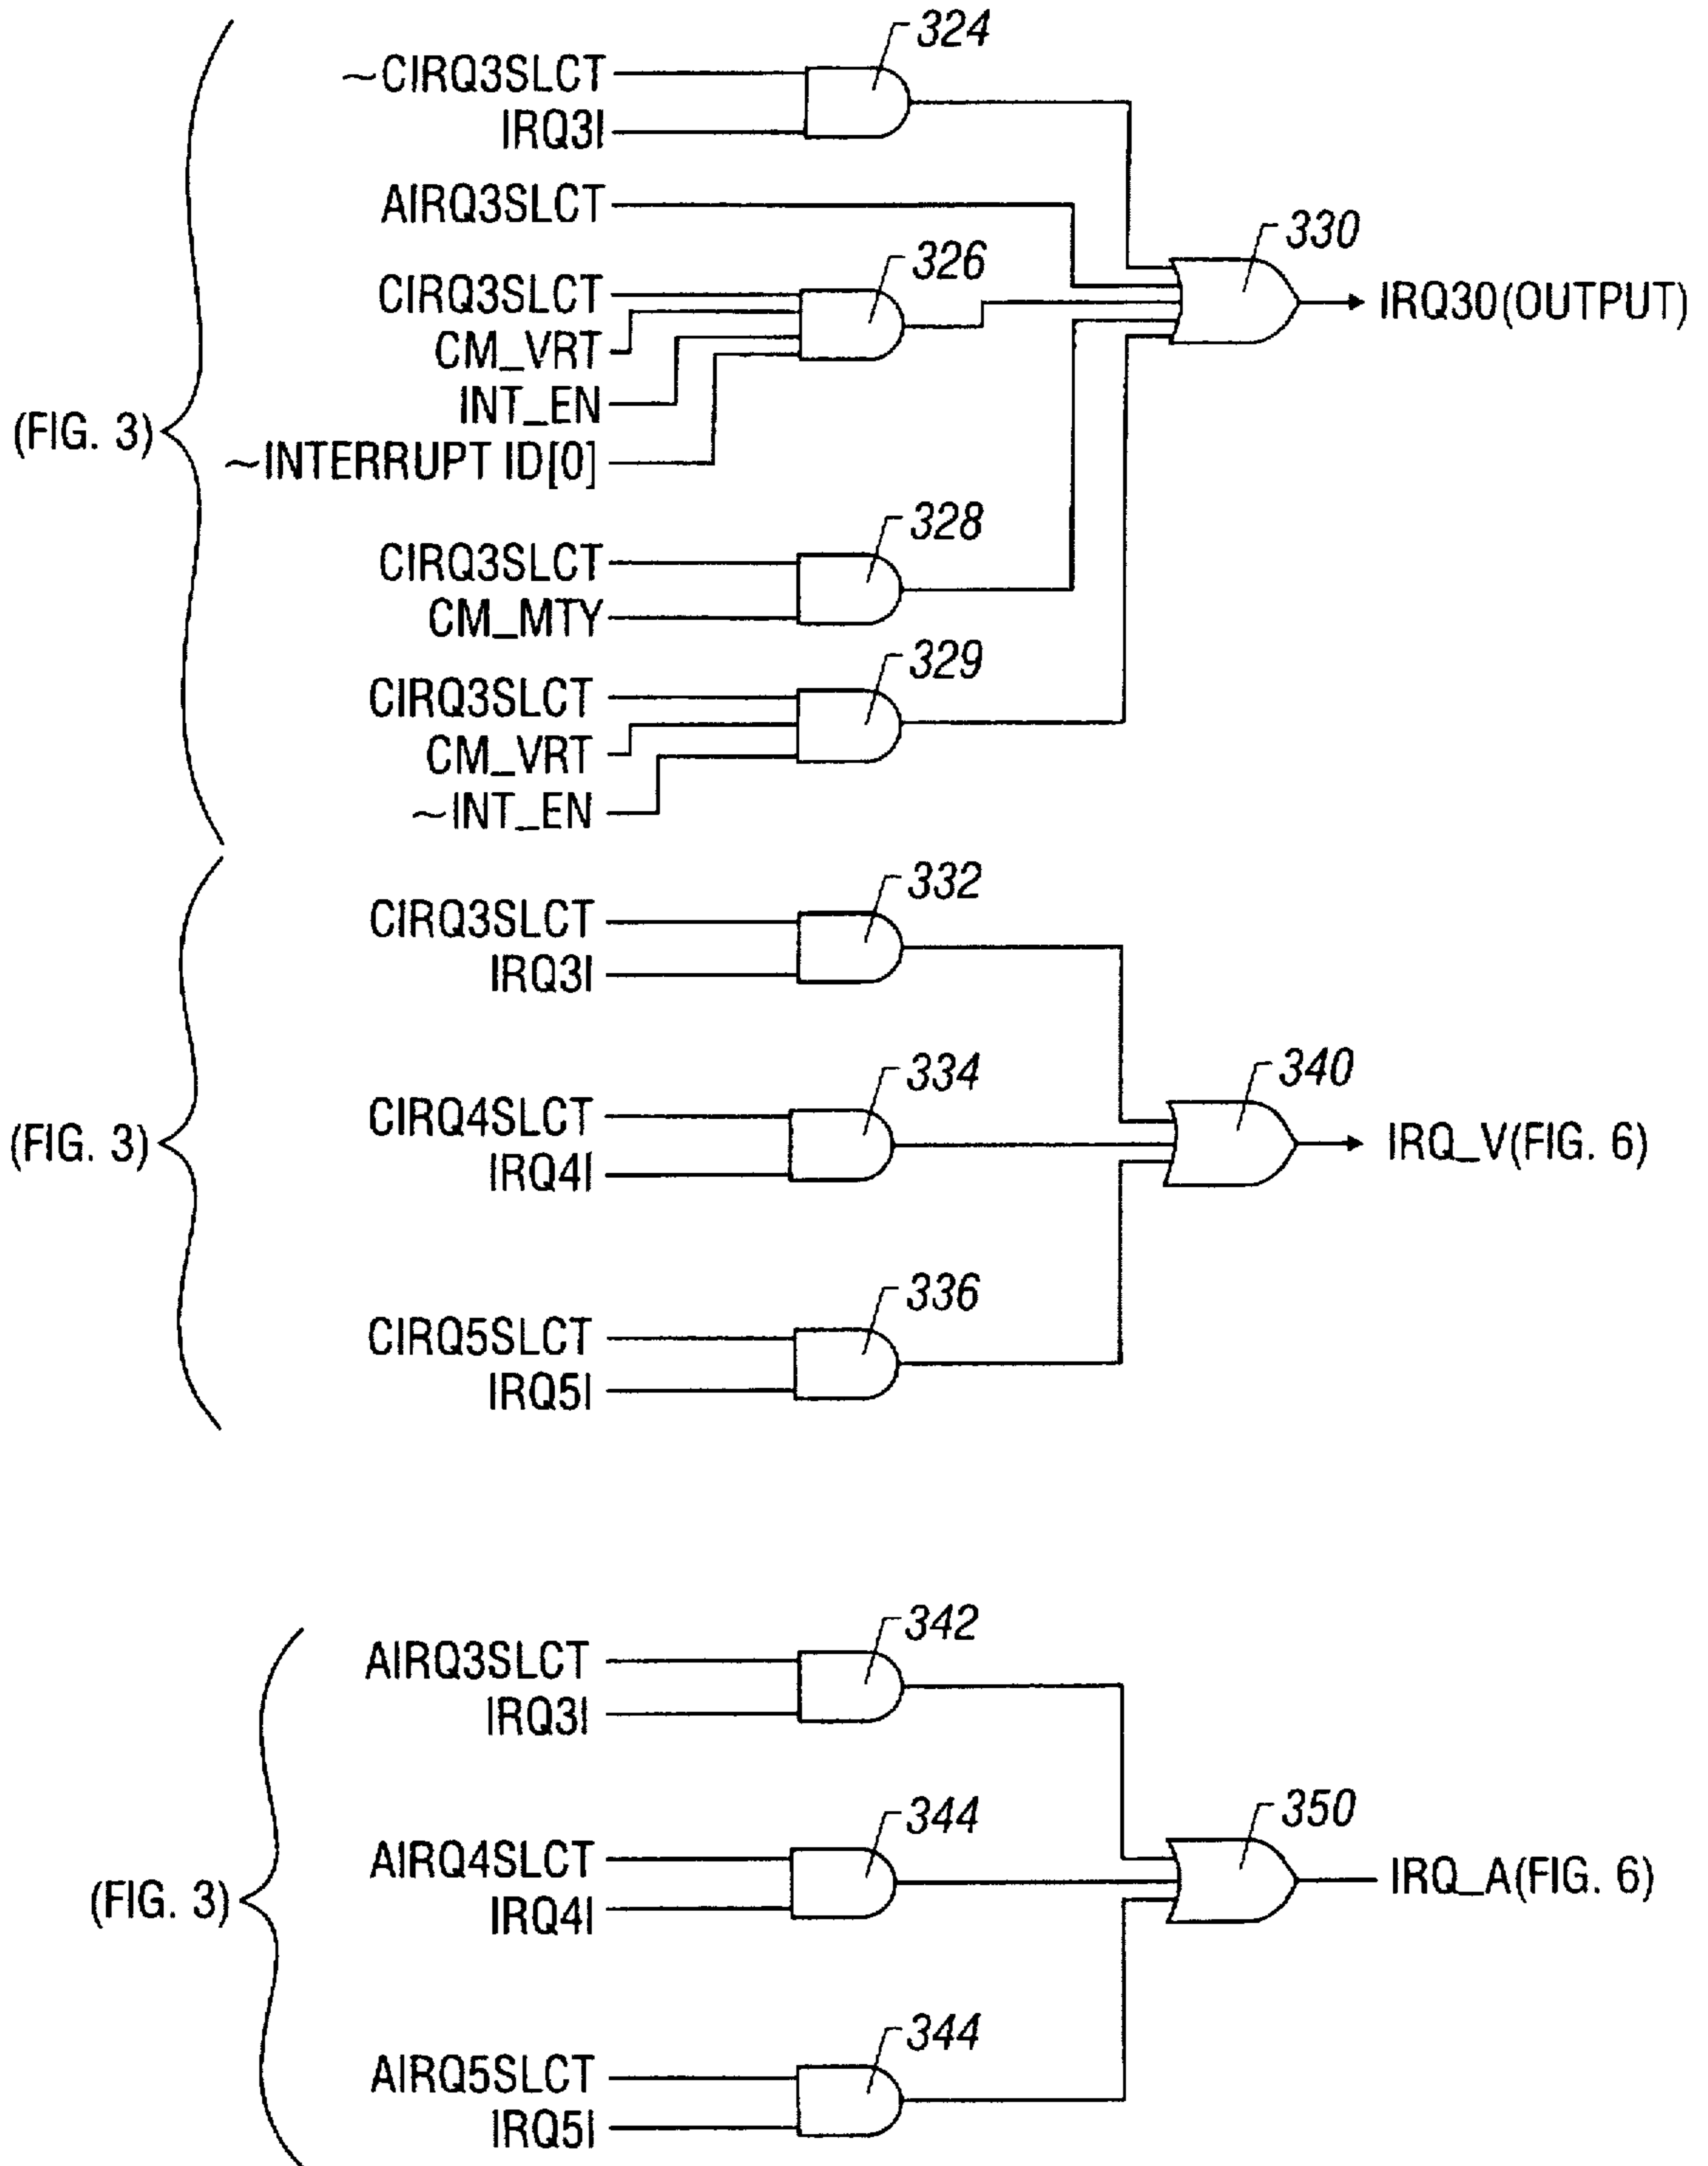 324
~CIRQ3SLCT
IRQ3I
AIRQ3SLCT
330
326
CIRQ3SLCT
IRQ30(OUTPUT)
CM_VRT
INT_EN
(FIG. 3)
~INTERRUPT ID[0]
328
CIRQ3SLCT
CM_MTY
329
CIRQ3SLCT
CM_VRT
~INT_EN
332
CIRQ3SLCT
IRQ3I
334
340
CIRQ4SLCT
(FIG. 3)
IRQ_V(FIG. 6)
IRQ4I
336
CIRQ5SLCT
IRQ5I
342
AIRQ3SLCT
IRQ3I
344
350
AIRQ4SLCT
IRQ_A(FIG. 6)
(FIG. 3)
IRQ4I
344
AIRQ5SLCT
IRQ5I